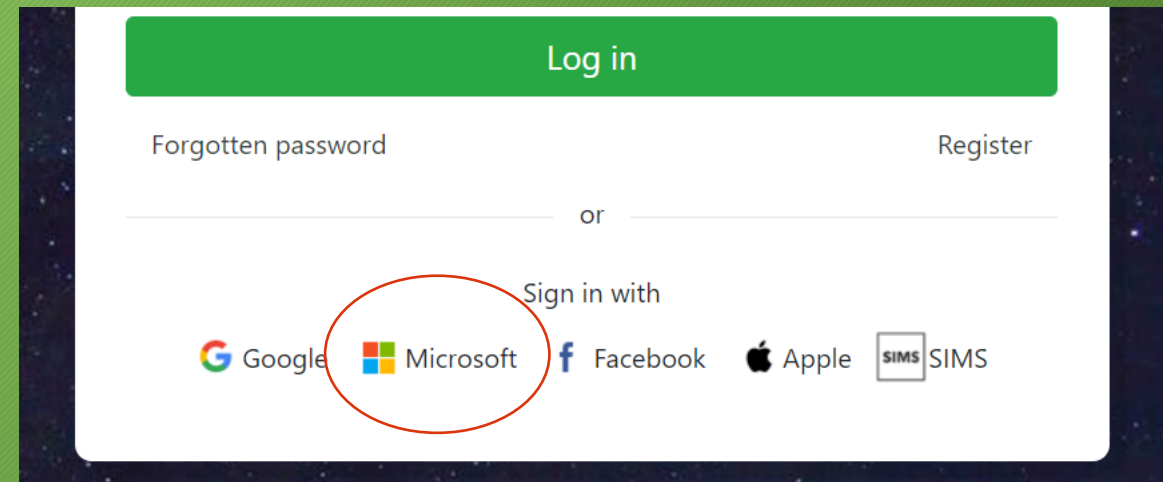 Log in
Forgotten password Register
or
Sign in with
Google Microsoft Facebook Apple SIMS SIMS